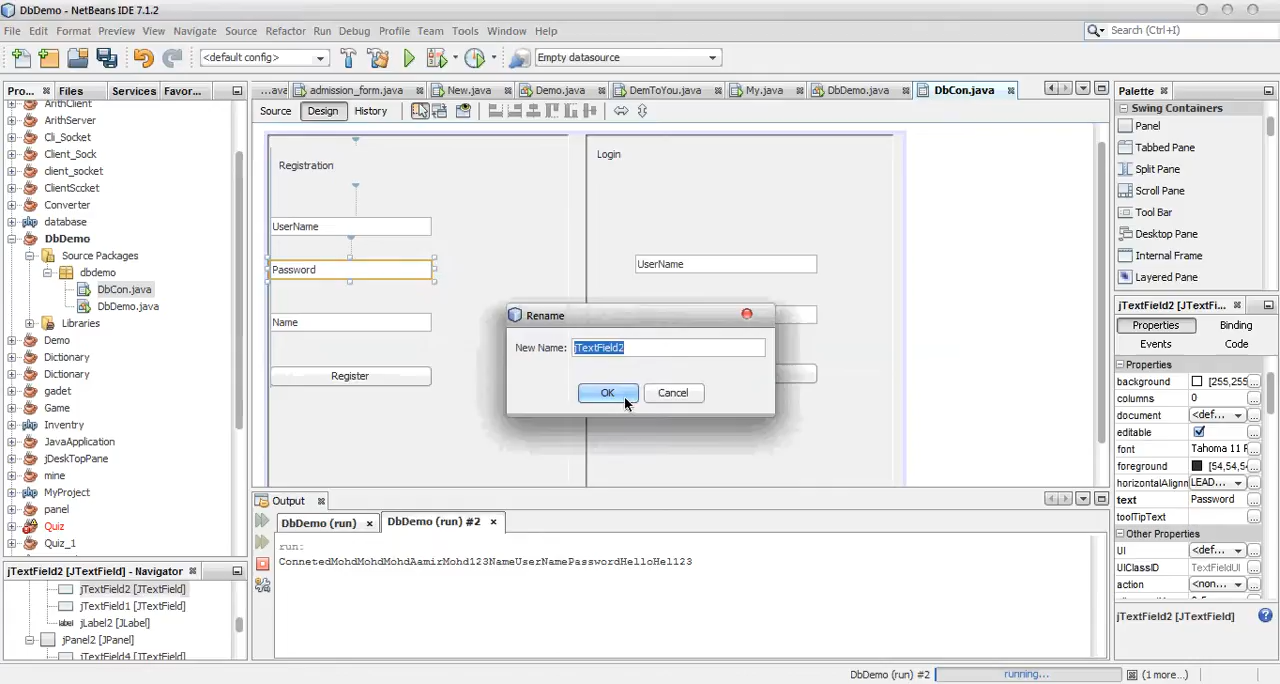 DbDemo - NetBeans IDE 7.1.2
File Edit Format Preview View Navigate Source Refactor Run Debug Profile Team Tools Window Help
Search (Ctrl+I)
<default config>
Empty datasource
Pro... Files Services Favor...
ArithClient
ArithServer
Cli_Socket
Client_Sock
client_socket
ClientSccket
Converter
database
DbDemo
Source Packages
dbdemo
DbCon.java
DbDemo.java
Libraries
Demo
Dictionary
Dictionary
gadet
Game
Inventry
JavaApplication
jDeskTopPane
mine
MyProject
panel
Quiz
Quiz_1
jTextField2 [JTextField] - Navigator
jTextField2 [JTextField]
jTextField1 [JTextField]
jLabel2 [JLabel]
jPanel2 [JPanel]
jTextField4 [JTextField]
...ava admission_form.java New.java Demo.java DemToYou.java My.java DbDemo.java DbCon.java
Source Design History
Registration
UserName
Password
Name
Register
Login
UserName
Rename
New Name: jTextField2
OK Cancel
Output
DbDemo (run) DbDemo (run) #2
run:
ConnetedMohdMohdMohdAamirMohd123NameUserNamePasswordHelloHel123
Palette
Swing Containers
Panel
Tabbed Pane
Split Pane
Scroll Pane
Tool Bar
Desktop Pane
Internal Frame
Layered Pane
jTextField2 [JTextFi...
Properties Binding
Events Code
Properties
background [255,255,
columns 0
document <def...
editable
font Tahoma 11
foreground [54,54,54
horizontalAlignn LEAD...
text Password
toolTipText
Other Properties
UI <def...
UIClassID TextFieldUI
action <non...
jTextField2 [JTextField]
DbDemo (run) #2 running... (1 more...)